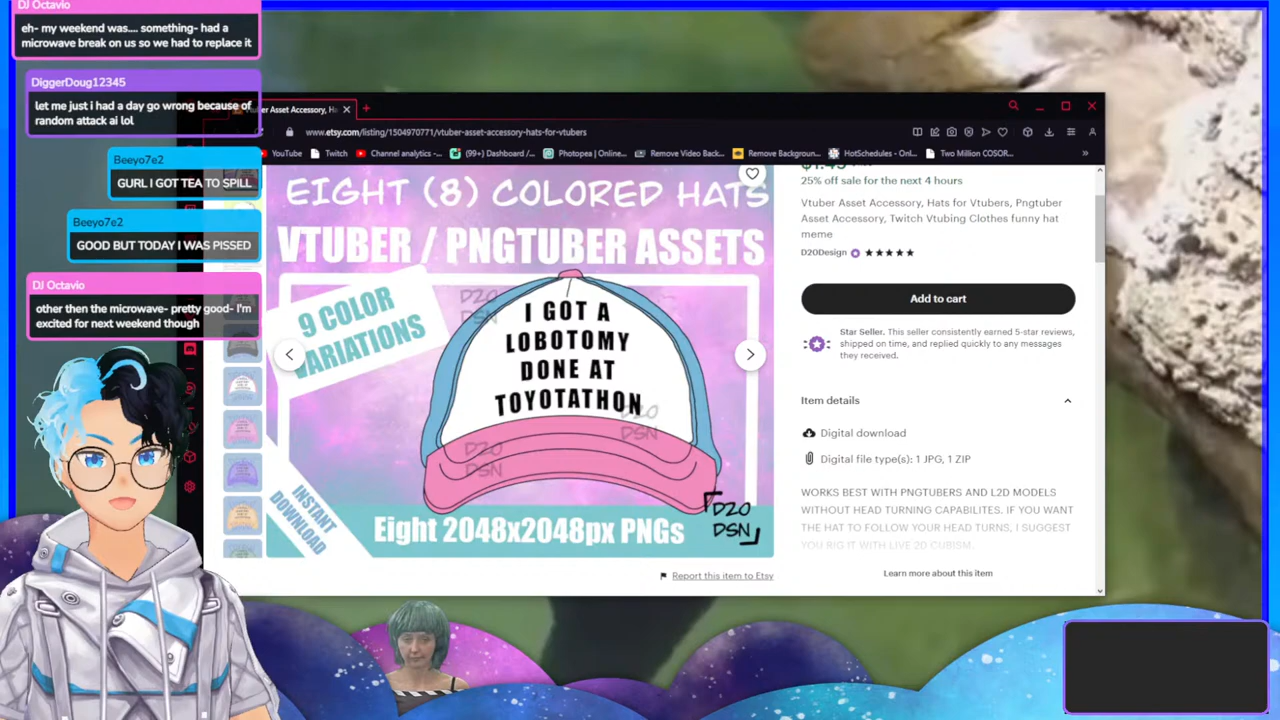 DJ Octavio
eh- my weekend was.... something- had a
microwave break on us so we had to replace it
DiggerDoug12345
let me just i had a day go wrong because of
random attack ai lol
Beeyo7e2
GURL I GOT TEA TO SPILL
Beeyo7e2
GOOD BUT TODAY I WAS PISSED
DJ Octavio
other then the microwave- pretty good- I'm
excited for next weekend though
Asset Accessory, H
www.etsy.com/listing/1504970771/vtuber-asset-accessory-hats-for-vtubers
YouTube
Twitch
Channel analytics -...
(99+) Dashboard /...
Photopea | Online...
Remove Video Back...
Remove Backgroun...
HotSchedules - Onl...
Two Million COSOR...
»
EIGHT (8) COLORED HATS
VTUBER / PNGTUBER ASSETS
9 COLOR
VARIATIONS
I GOT A
LOBOTOMY
DONE AT
TOYOTATHON
D20
DSN
D20
DSN
D20
DSN
INSTANT
DOWNLOAD
Eight 2048x2048px PNGs
D20
DSN
Report this item to Etsy
25% off sale for the next 4 hours
Vtuber Asset Accessory, Hats for Vtubers, Pngtuber
Asset Accessory, Twitch Vtubing Clothes funny hat
meme
D20Design ★★★★★
Add to cart
Star Seller. This seller consistently earned 5-star reviews,
shipped on time, and replied quickly to any messages
they received.
Item details
Digital download
Digital file type(s): 1 JPG, 1 ZIP
WORKS BEST WITH PNGTUBERS AND L2D MODELS
WITHOUT HEAD TURNING CAPABILITES. IF YOU WANT
THE HAT TO FOLLOW YOUR HEAD TURNS, I SUGGEST
YOU RIG IT WITH LIVE 2D CUBISM.
Learn more about this item